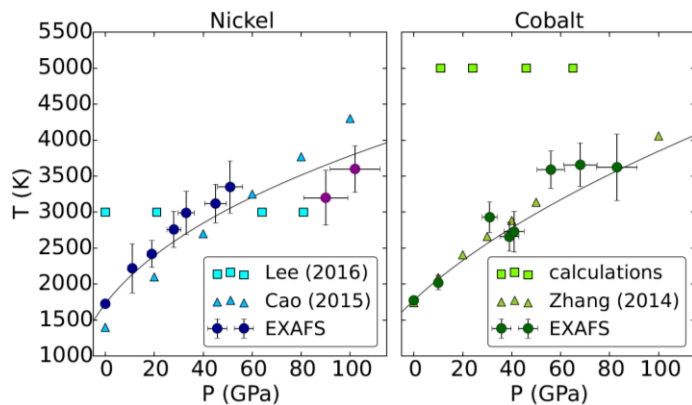 Nickel
Cobalt
5500
5000
4500
4000
3500
3000
2500
2000
1500
1000
T (K)
Lee (2016)
Cao (2015)
EXAFS
calculations
Zhang (2014)
EXAFS
0 20 40 60 80 100
0 20 40 60 80 100
P (GPa)
P (GPa)